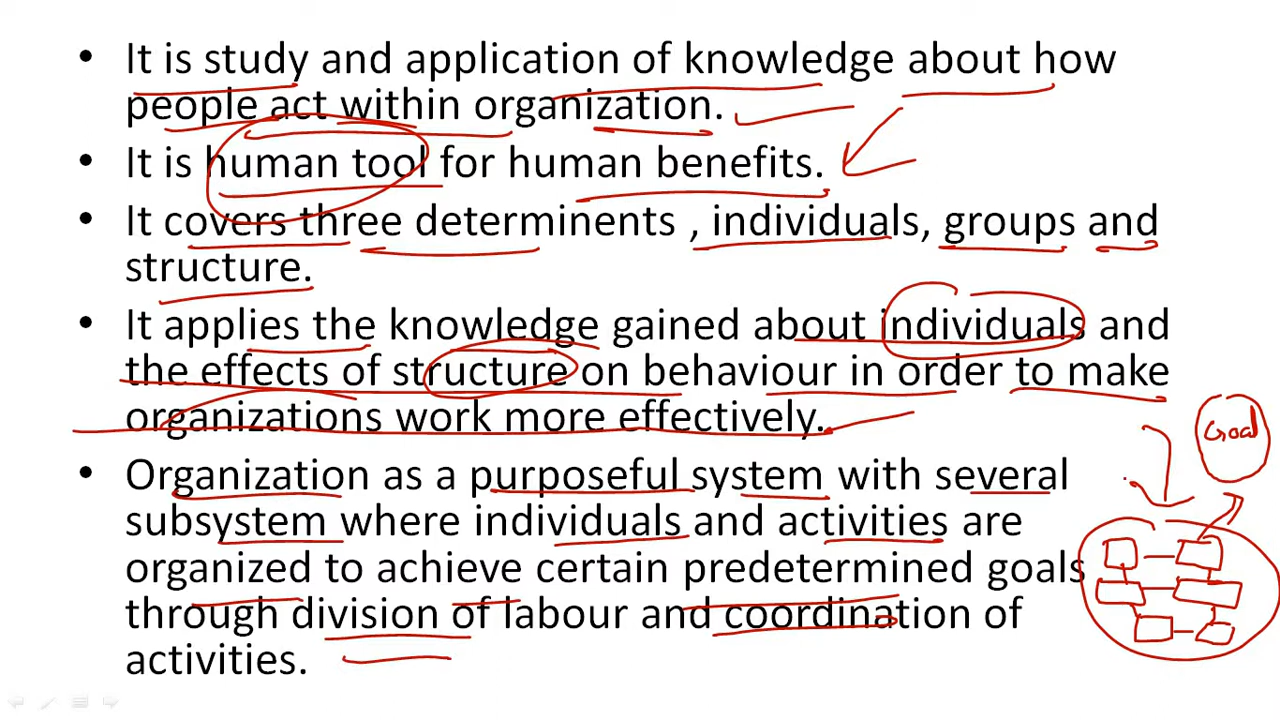 • It is study and application of knowledge about how
people act within organization.
• It is human tool for human benefits.
• It covers three determinents , individuals, groups and
structure.
• It applies the knowledge gained about individuals and
the effects of structure on behaviour in order to make
organizations work more effectively.
Goal
• Organization as a purposeful system with several
subsystem where individuals and activities are
organized to achieve certain predetermined goals
through division of labour and coordination of
activities.